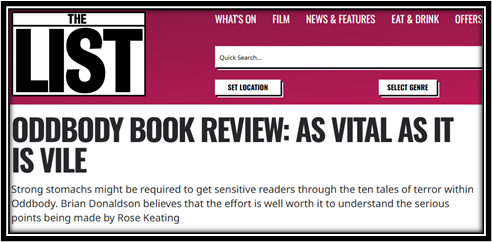 THE
LIST
WHAT'S ON FILM NEWS & FEATURES EAT & DRINK OFFERS
Quick Search...
SET LOCATION SELECT GENRE
ODDBODY BOOK REVIEW: AS VITAL AS IT
IS VILE
Strong stomachs might be required to get sensitive readers through the ten tales of terror within
Oddbody. Brian Donaldson believes that the effort is well worth it to understand the serious
points being made by Rose Keating